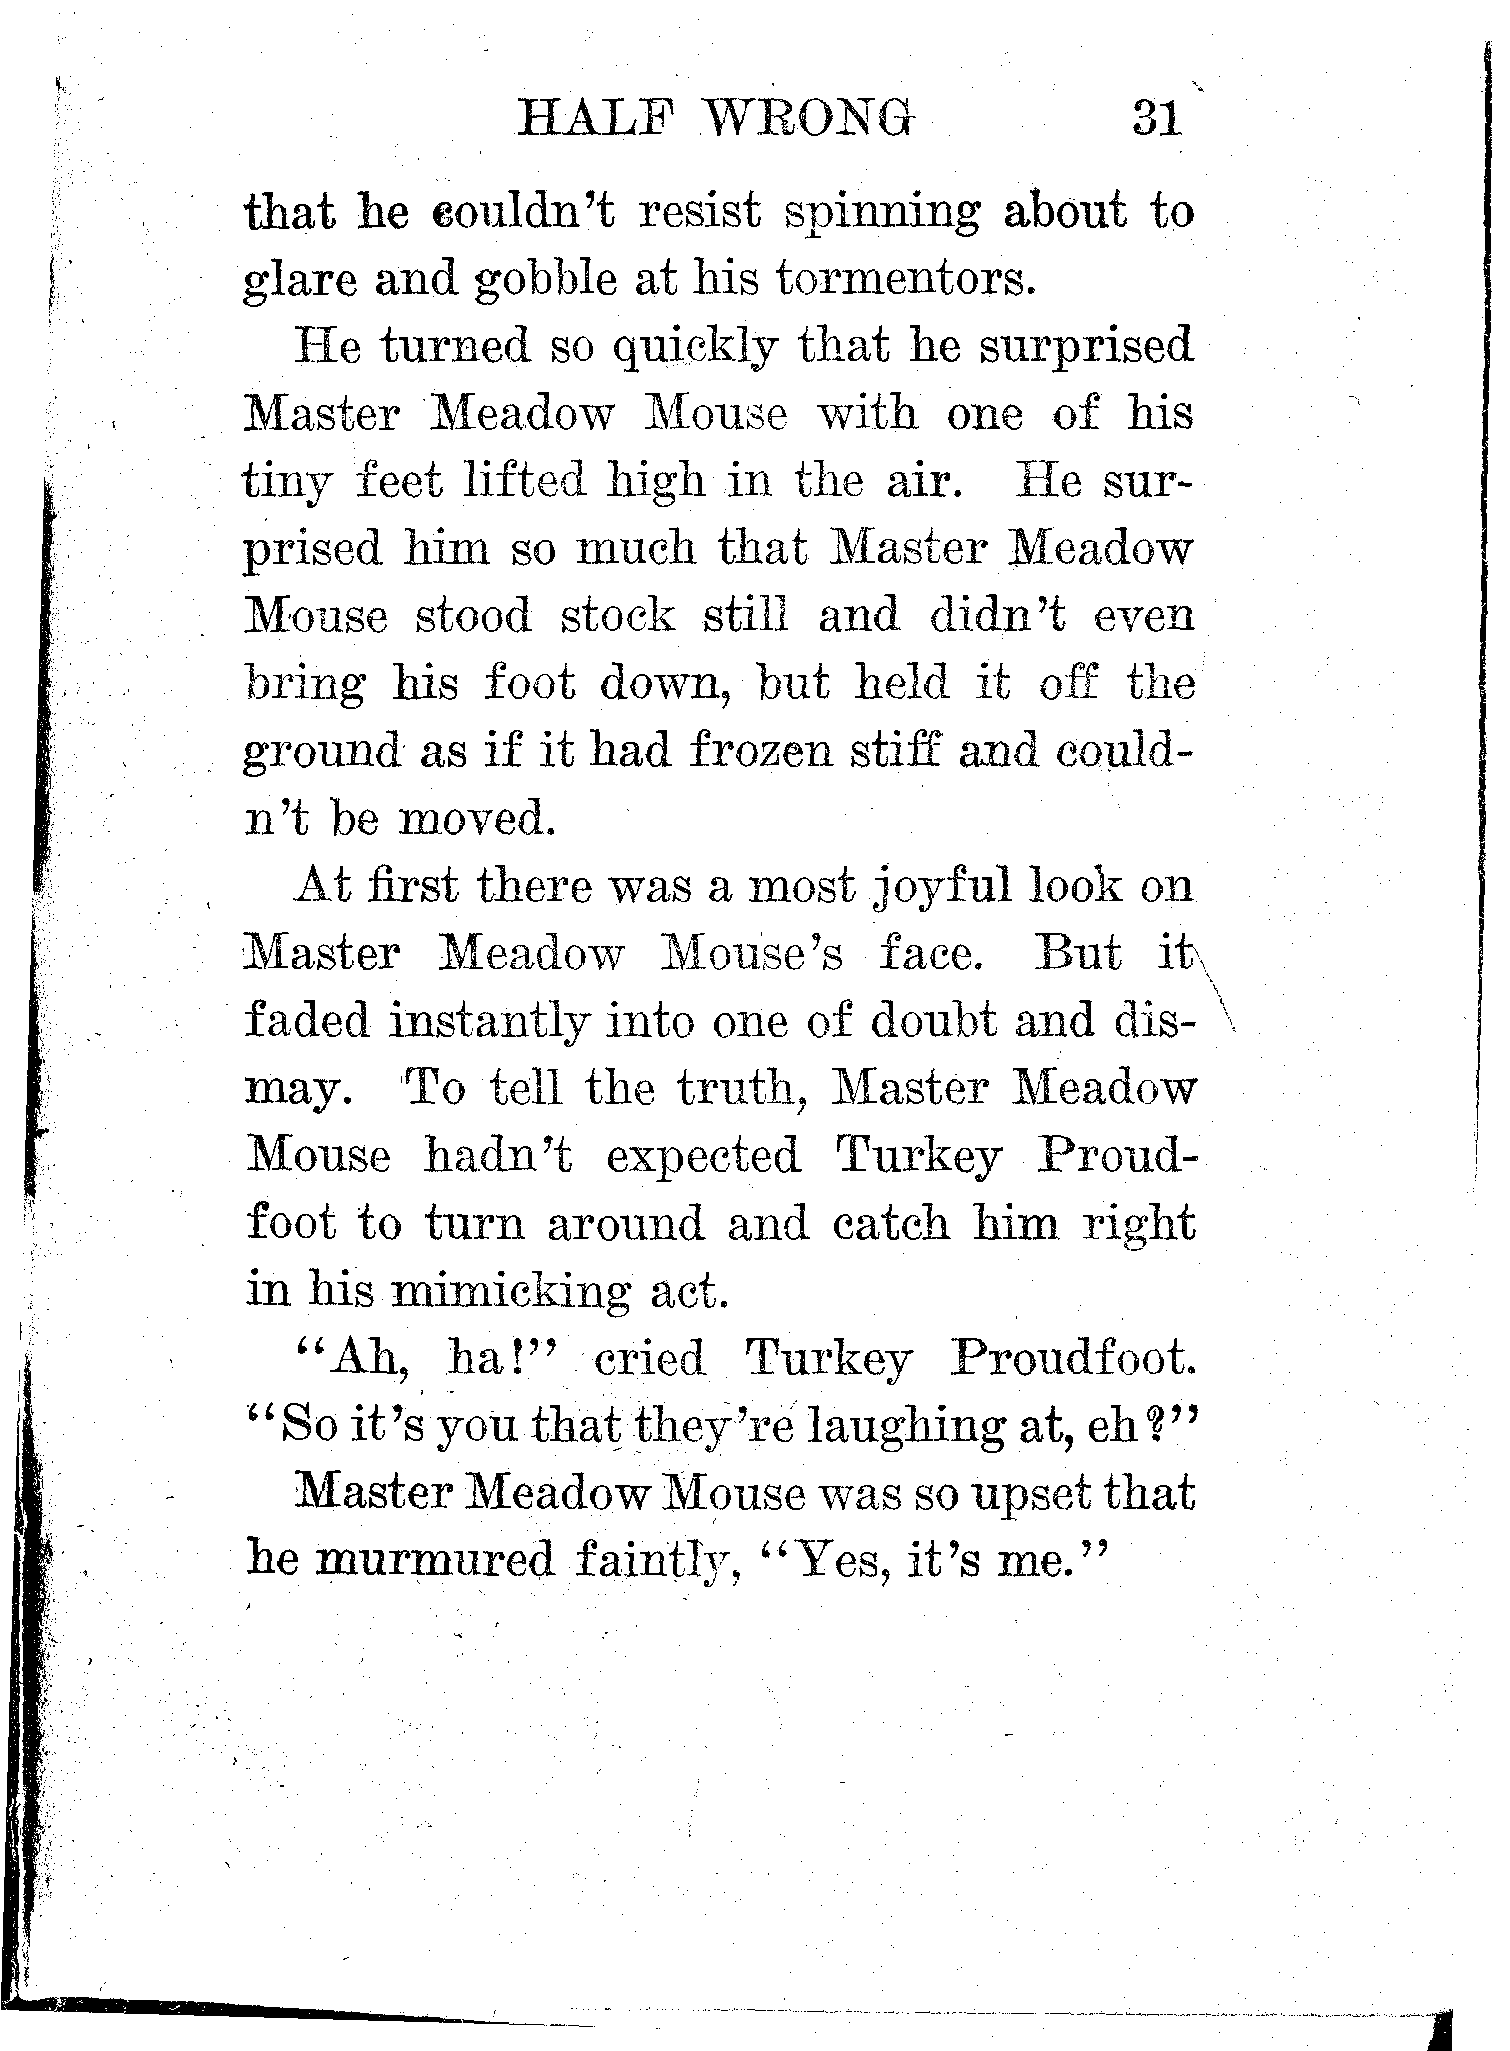 HALF WRONG 31
that he couldn't resist spinning about to
glare and gobble at his tormentors.
He turned so quickly that he surprised
Master Meadow Mouse with one of his
tiny feet lifted high in the air. He sur-
prised him so much that Master Meadow
Mouse stood stock still and didn't even
bring his foot down, but held it off the
ground as if it had frozen stiff and could-
n't be moved.
At first there was a most joyful look on
Master Meadow Mouse's face. But it
faded instantly into one of doubt and dis-
may. To tell the truth, Master Meadow
Mouse hadn't expected Turkey Proud-
foot to turn around and catch him right
in his mimicking act.
"Ah, ha!" cried Turkey Proudfoot.
"So it's you that they're laughing at, eh?"
Master Meadow Mouse was so upset that
he murmured faintly, "Yes, it's me."